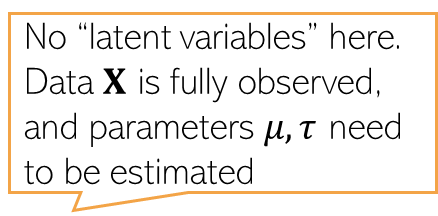 No “latent variables” here.
Data X is fully observed,
and parameters μ, τ need
to be estimated